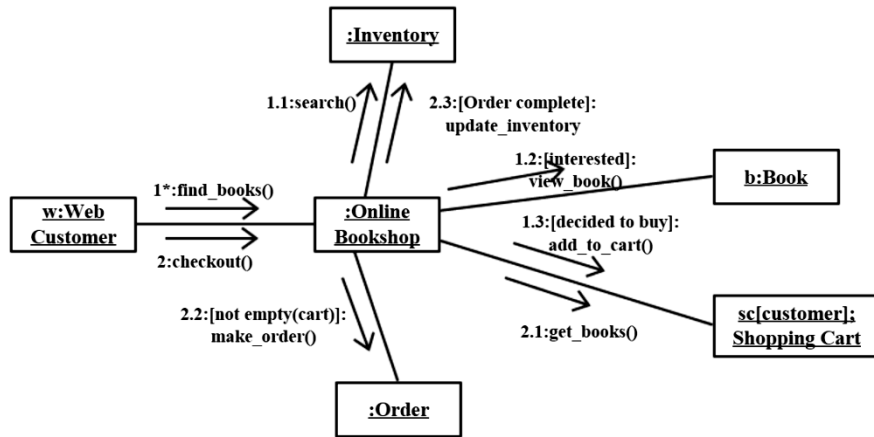 :Inventory
1.1:search()
2.3:[Order complete]:
update_inventory
1.2:[interested]:
view_book()
b:Book
1*:find_books()
w:Web
Customer
:Online
Bookshop
1.3:[decided to buy]:
add_to_cart()
2:checkout()
2.2:[not empty(cart)]:
make_order()
2.1:get_books()
sc[customer];
Shopping Cart
:Order